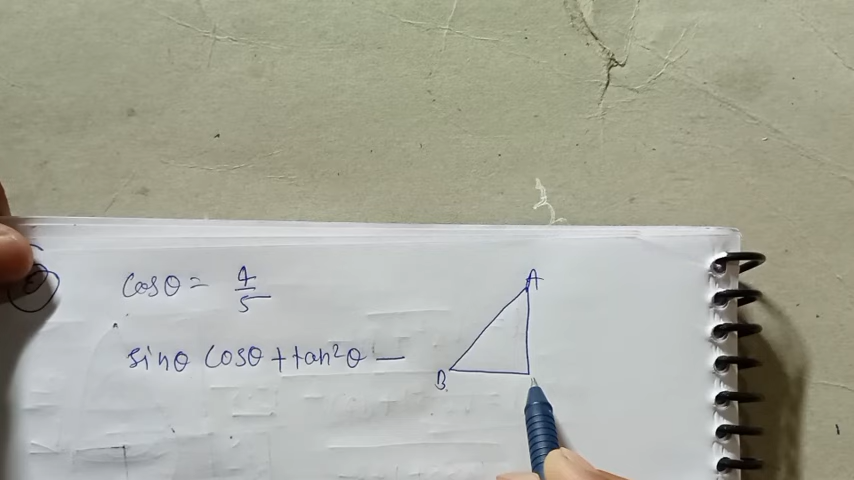 cosθ = 4/5
sinθ cosθ + tan²θ —
A
B